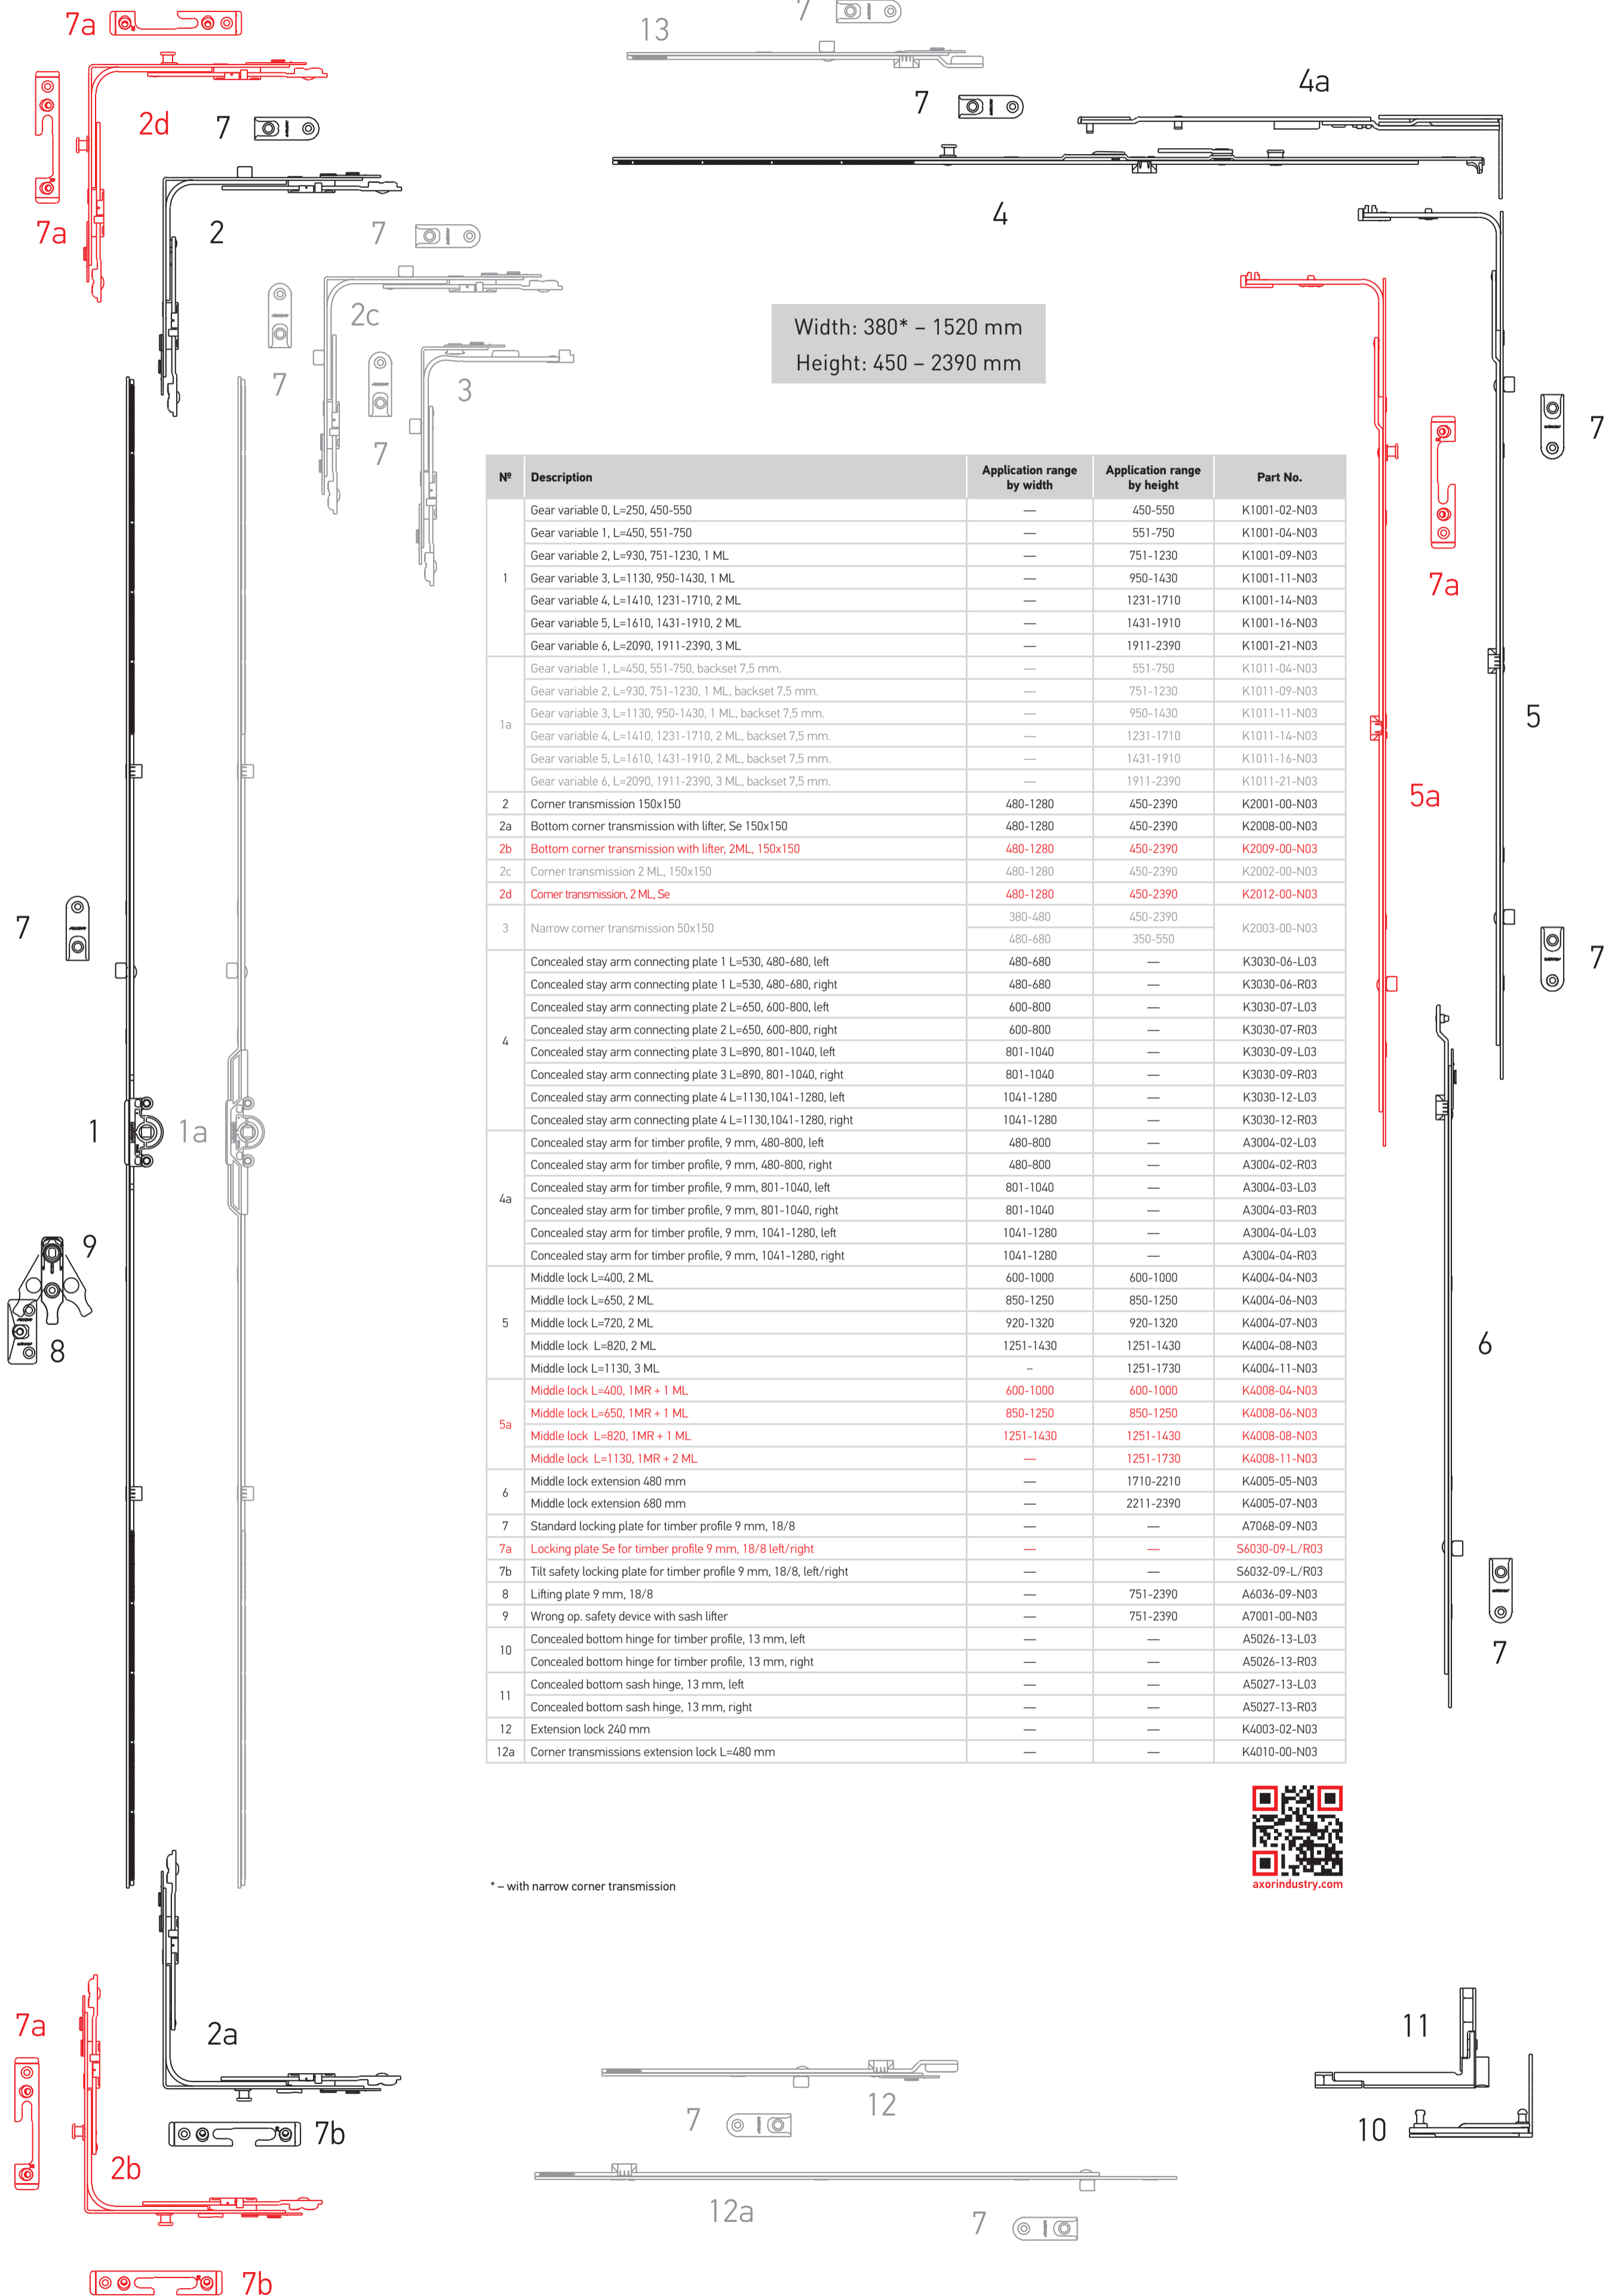 7a
7
13
4a
7
2d
7
7a
2
7
4
2c
Width: 380* – 1520 mm
Height: 450 – 2390 mm
7
3
7
7
7a
5
5a
7
7
1
1a
9
8
6
7
Nº Description Application range by width Application range by height Part No.
1
Gear variable 0, L=250, 450-550 — 450-550 K1001-02-N03
Gear variable 1, L=450, 551-750 — 551-750 K1001-04-N03
Gear variable 2, L=930, 751-1230, 1 ML — 751-1230 K1001-09-N03
Gear variable 3, L=1130, 950-1430, 1 ML — 950-1430 K1001-11-N03
Gear variable 4, L=1410, 1231-1710, 2 ML — 1231-1710 K1001-14-N03
Gear variable 5, L=1610, 1431-1910, 2 ML — 1431-1910 K1001-16-N03
Gear variable 6, L=2090, 1911-2390, 3 ML — 1911-2390 K1001-21-N03
1a
Gear variable 1, L=450, 551-750, backset 7,5 mm. — 551-750 K1011-04-N03
Gear variable 2, L=930, 751-1230, 1 ML, backset 7,5 mm. — 751-1230 K1011-09-N03
Gear variable 3, L=1130, 950-1430, 1 ML, backset 7,5 mm. — 950-1430 K1011-11-N03
Gear variable 4, L=1410, 1231-1710, 2 ML, backset 7,5 mm. — 1231-1710 K1011-14-N03
Gear variable 5, L=1610, 1431-1910, 2 ML, backset 7,5 mm. — 1431-1910 K1011-16-N03
Gear variable 6, L=2090, 1911-2390, 3 ML, backset 7,5 mm. — 1911-2390 K1011-21-N03
2 Corner transmission 150x150 480-1280 450-2390 K2001-00-N03
2a Bottom corner transmission with lifter, Se 150x150 480-1280 450-2390 K2008-00-N03
2b Bottom corner transmission with lifter, 2ML, 150x150 480-1280 450-2390 K2009-00-N03
2c Corner transmission 2 ML, 150x150 480-1280 450-2390 K2002-00-N03
2d Corner transmission, 2 ML, Se 480-1280 450-2390 K2012-00-N03
3 Narrow corner transmission 50x150 380-480 450-2390 K2003-00-N03
480-680 350-550
4
Concealed stay arm connecting plate 1 L=530, 480-680, left 480-680 — K3030-06-L03
Concealed stay arm connecting plate 1 L=530, 480-680, right 480-680 — K3030-06-R03
Concealed stay arm connecting plate 2 L=650, 600-800, left 600-800 — K3030-07-L03
Concealed stay arm connecting plate 2 L=650, 600-800, right 600-800 — K3030-07-R03
Concealed stay arm connecting plate 3 L=890, 801-1040, left 801-1040 — K3030-09-L03
Concealed stay arm connecting plate 3 L=890, 801-1040, right 801-1040 — K3030-09-R03
Concealed stay arm connecting plate 4 L=1130,1041-1280, left 1041-1280 — K3030-12-L03
Concealed stay arm connecting plate 4 L=1130,1041-1280, right 1041-1280 — K3030-12-R03
4a
Concealed stay arm for timber profile, 9 mm, 480-800, left 480-800 — A3004-02-L03
Concealed stay arm for timber profile, 9 mm, 480-800, right 480-800 — A3004-02-R03
Concealed stay arm for timber profile, 9 mm, 801-1040, left 801-1040 — A3004-03-L03
Concealed stay arm for timber profile, 9 mm, 801-1040, right 801-1040 — A3004-03-R03
Concealed stay arm for timber profile, 9 mm, 1041-1280, left 1041-1280 — A3004-04-L03
Concealed stay arm for timber profile, 9 mm, 1041-1280, right 1041-1280 — A3004-04-R03
5
Middle lock L=400, 2 ML 600-1000 600-1000 K4004-04-N03
Middle lock L=650, 2 ML 850-1250 850-1250 K4004-06-N03
Middle lock L=720, 2 ML 920-1320 920-1320 K4004-07-N03
Middle lock L=820, 2 ML 1251-1430 1251-1430 K4004-08-N03
Middle lock L=1130, 3 ML – 1251-1730 K4004-11-N03
5a
Middle lock L=400, 1MR + 1 ML 600-1000 600-1000 K4008-04-N03
Middle lock L=650, 1MR + 1 ML 850-1250 850-1250 K4008-06-N03
Middle lock L=820, 1MR + 1 ML 1251-1430 1251-1430 K4008-08-N03
Middle lock L=1130, 1MR + 2 ML — 1251-1730 K4008-11-N03
6
Middle lock extension 480 mm — 1710-2210 K4005-05-N03
Middle lock extension 680 mm — 2211-2390 K4005-07-N03
7 Standard locking plate for timber profile 9 mm, 18/8 — — A7068-09-N03
7a Locking plate Se for timber profile 9 mm, 18/8 left/right — — S6030-09-L/R03
7b Tilt safety locking plate for timber profile 9 mm, 18/8, left/right — — S6032-09-L/R03
8 Lifting plate 9 mm, 18/8 — 751-2390 A6036-09-N03
9 Wrong op. safety device with sash lifter — 751-2390 A7001-00-N03
10
Concealed bottom hinge for timber profile, 13 mm, left — — A5026-13-L03
Concealed bottom hinge for timber profile, 13 mm, right — — A5026-13-R03
11
Concealed bottom sash hinge, 13 mm, left — — A5027-13-L03
Concealed bottom sash hinge, 13 mm, right — — A5027-13-R03
12 Extension lock 240 mm — — K4003-02-N03
12a Corner transmissions extension lock L=480 mm — — K4010-00-N03
* – with narrow corner transmission
axorindustry.com
7a
2a
11
12
7
7b
10
2b
12a
7
7b